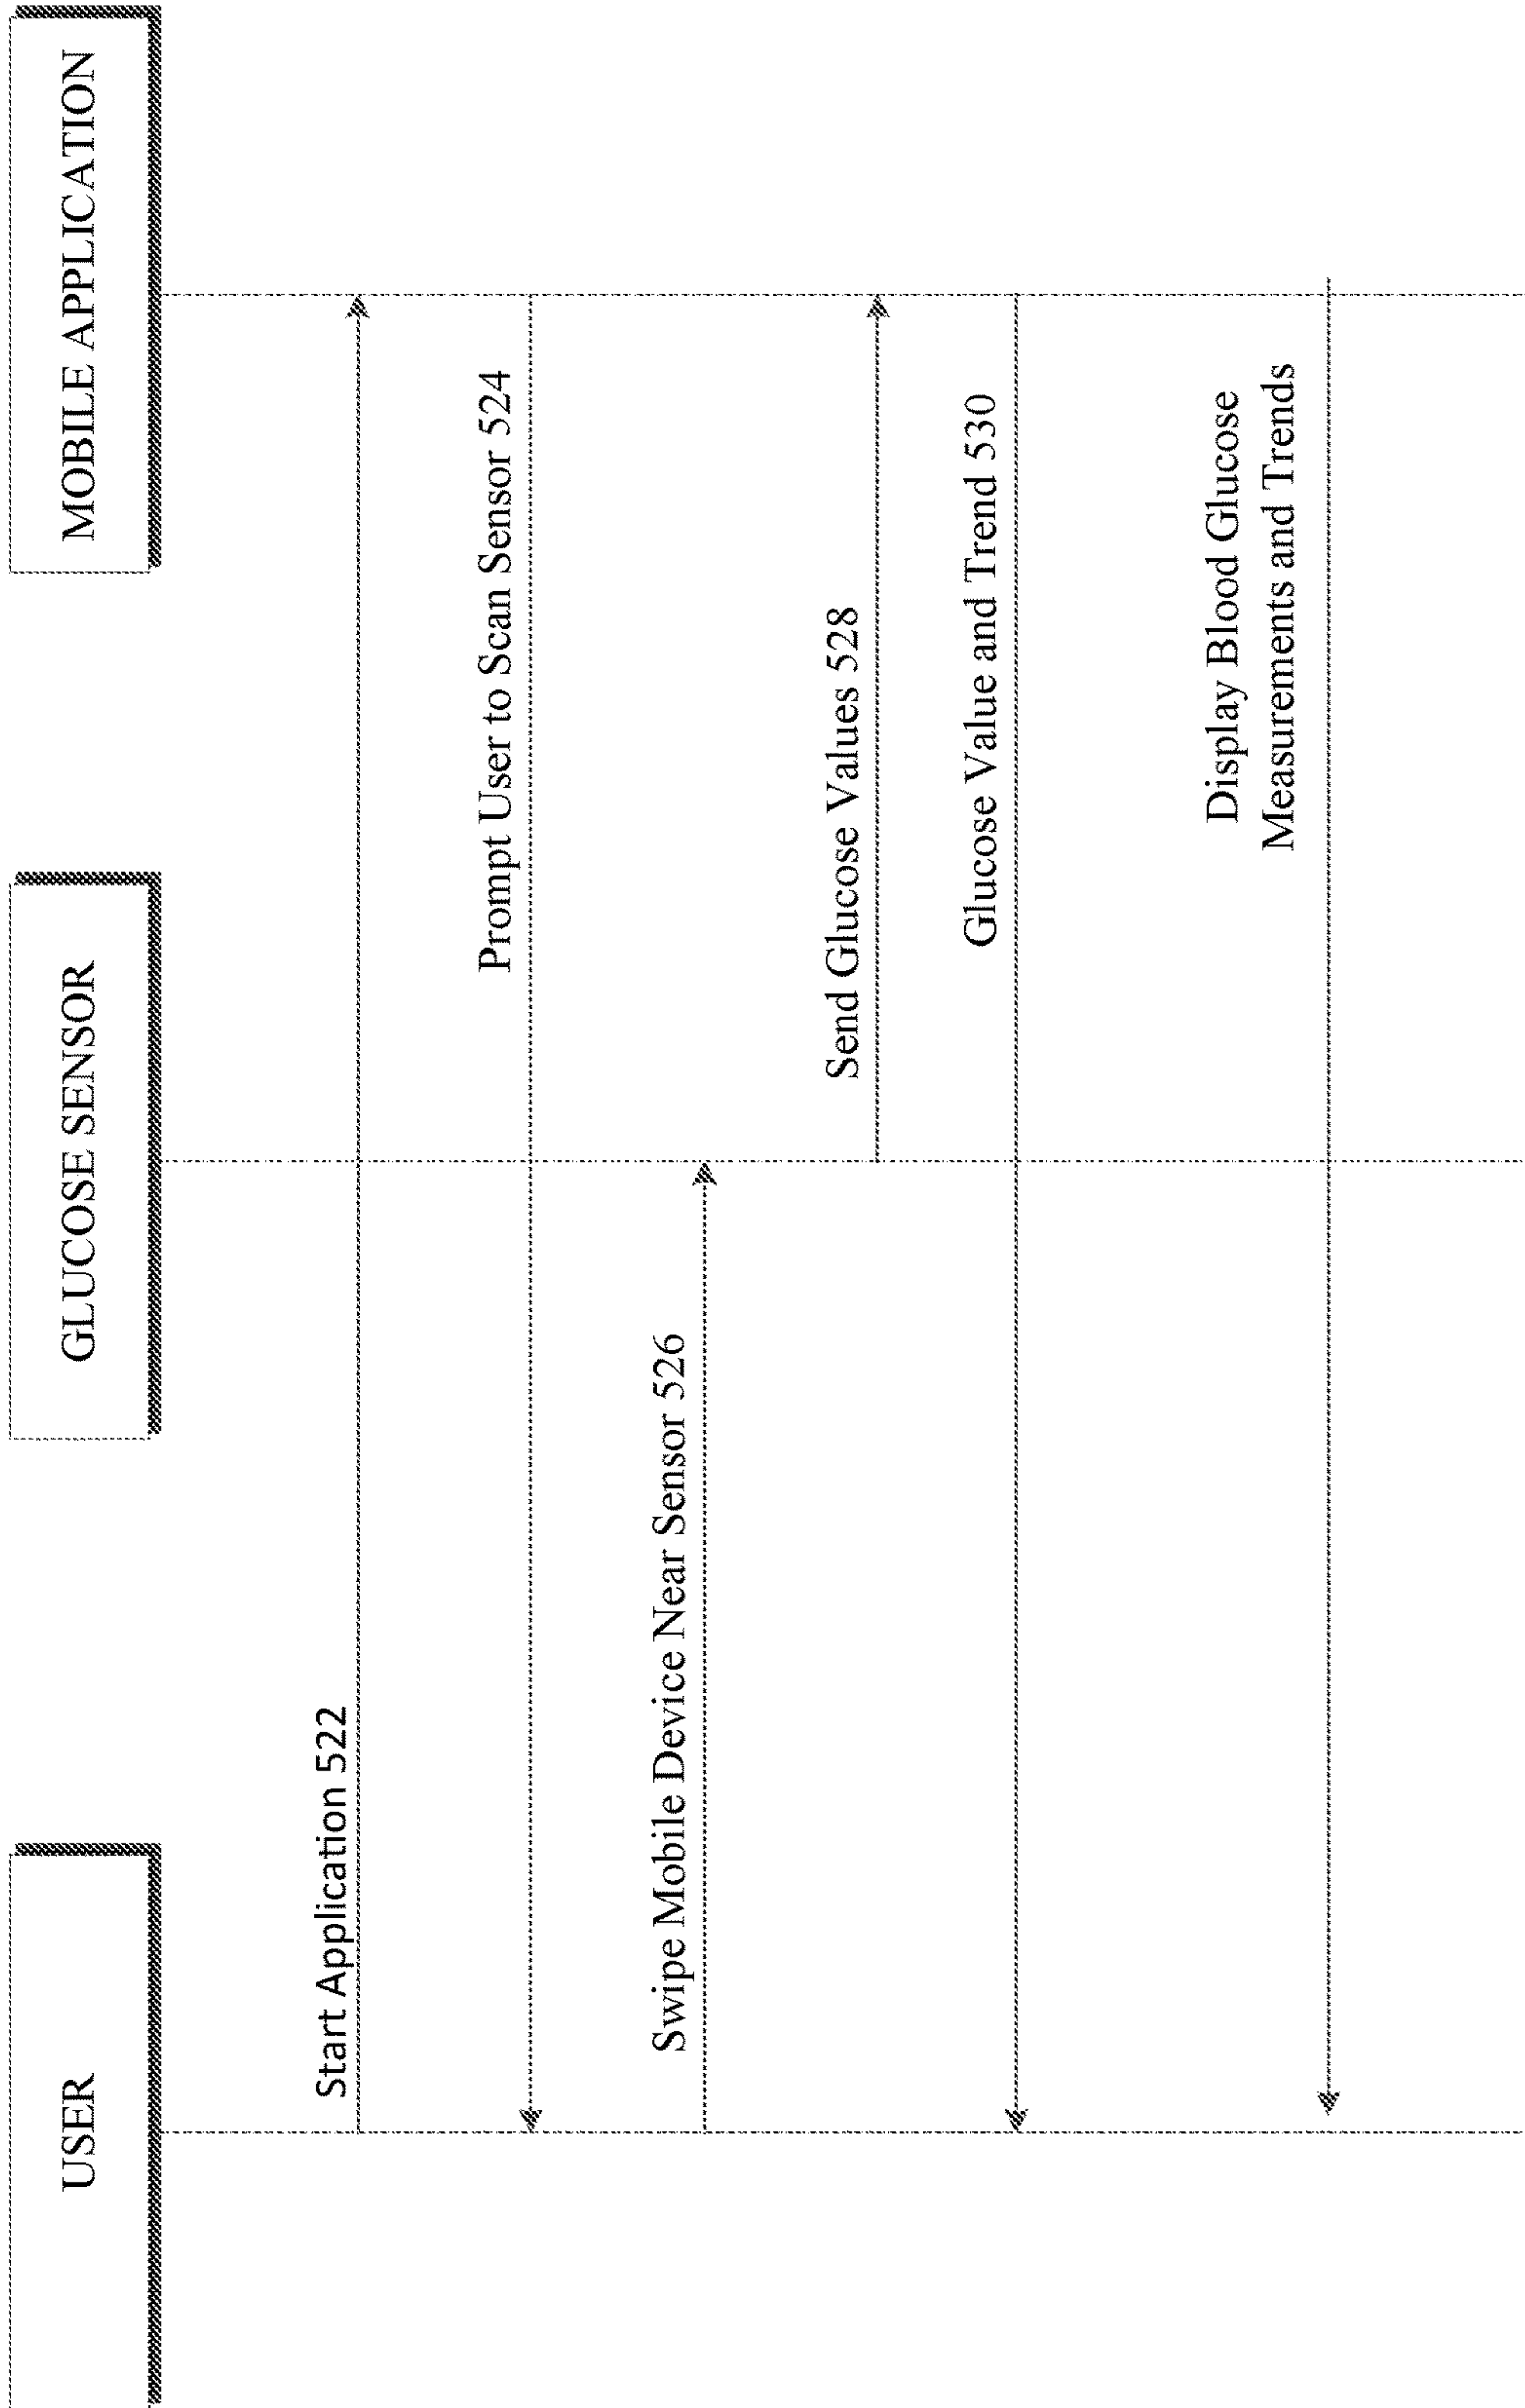 USER
GLUCOSE SENSOR
MOBILE APPLICATION
Start Application 522
Prompt User to Scan Sensor 524
Swipe Mobile Device Near Sensor 526
Send Glucose Values 528
Glucose Value and Trend 530
Display Blood Glucose
Measurements and Trends